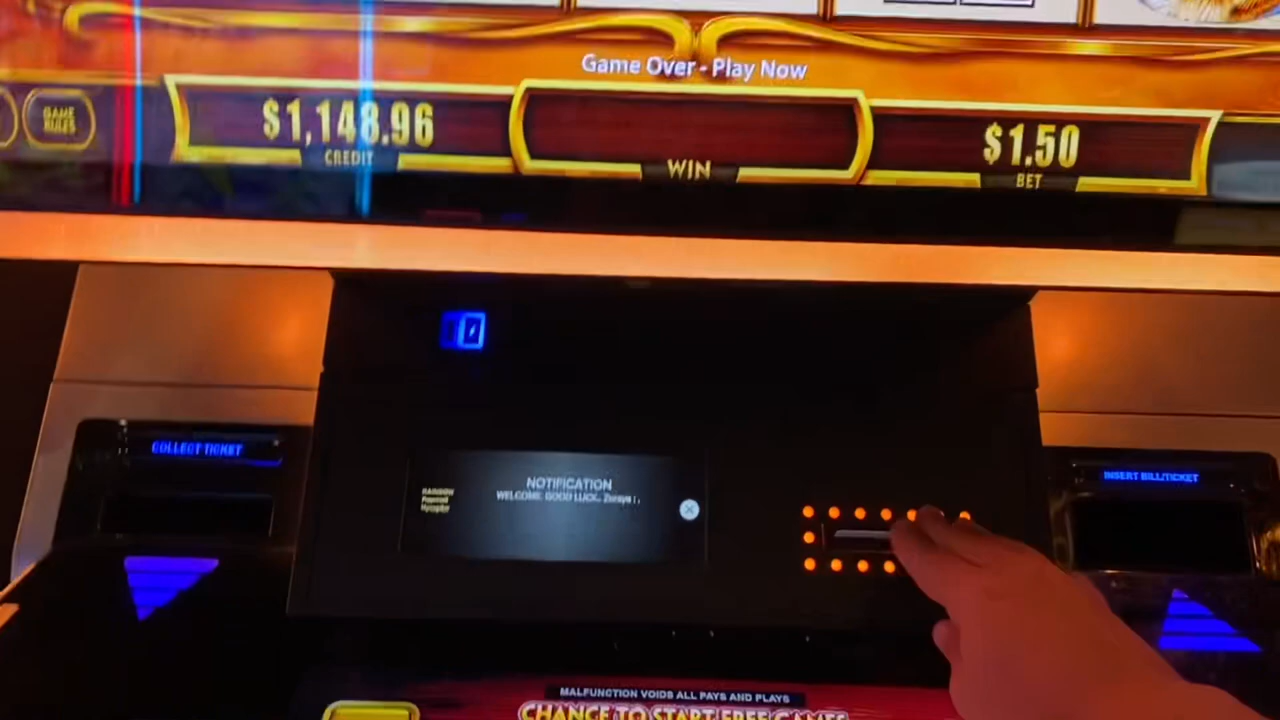 Game Over - Play Now
GAME
RULES
$1,148.96
CREDIT
WIN
$1.50
BET
COLLECT TICKET
INSERT BILL/TICKET
NOTIFICATION
WELCOME. GOOD LUCK..
MALFUNCTION VOIDS ALL PAYS AND PLAYS
CHANCE TO START FREE GAMES